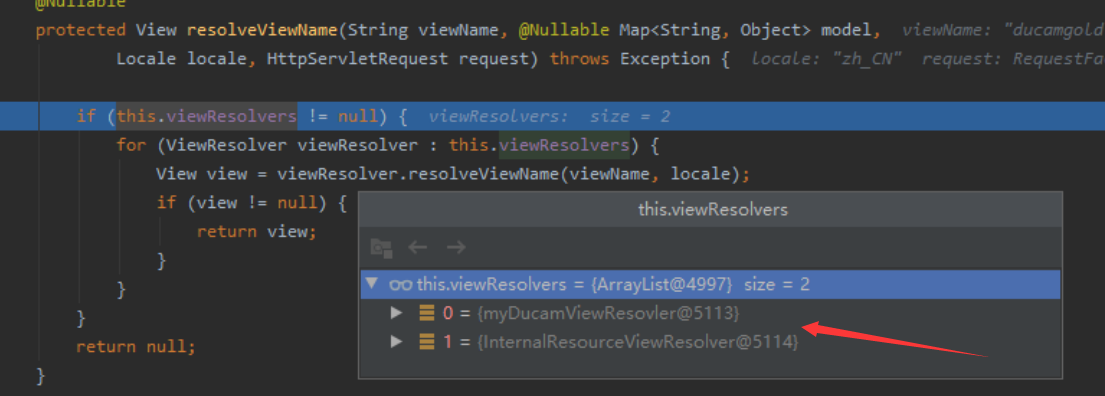 @Nullable
protected View resolveViewName(String viewName, @Nullable Map<String, Object> model, viewName: "ducamgold
Locale locale, HttpServletRequest request) throws Exception { locale: "zh_CN" request: RequestFa
if (this.viewResolvers != null) { viewResolvers: size = 2
for (ViewResolver viewResolver : this.viewResolvers) {
View view = viewResolver.resolveViewName(viewName, locale);
if (view != null) {
return view;
}
}
}
return null;
}
this.viewResolvers
this.viewResolvers = {ArrayList@4997} size = 2
0 = {myDucamViewResovler@5113}
1 = {InternalResourceViewResolver@5114}